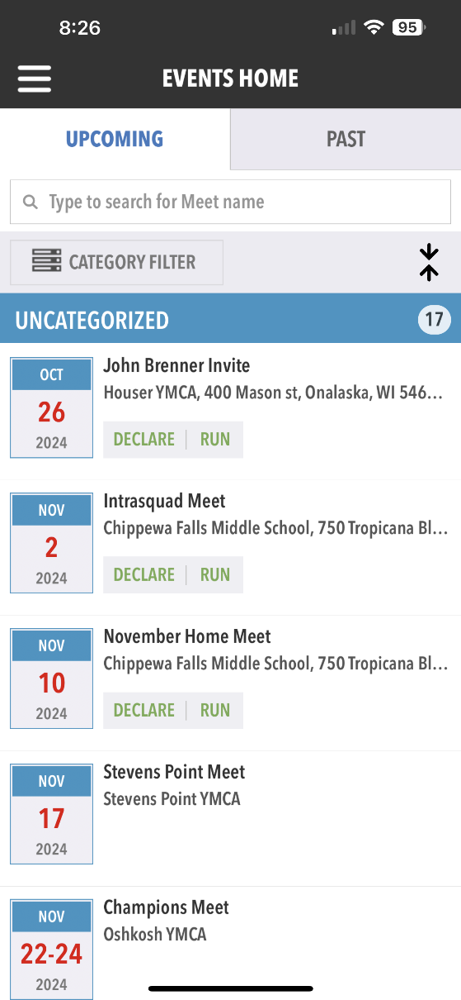 8:26
95
EVENTS HOME
UPCOMING
PAST
Type to search for Meet name
CATEGORY FILTER
UNCATEGORIZED
17
OCT
26
2024
John Brenner Invite
Houser YMCA, 400 Mason st, Onalaska, WI 546...
DECLARE | RUN
NOV
2
2024
Intrasquad Meet
Chippewa Falls Middle School, 750 Tropicana Bl...
DECLARE | RUN
NOV
10
2024
November Home Meet
Chippewa Falls Middle School, 750 Tropicana Bl...
DECLARE | RUN
NOV
17
2024
Stevens Point Meet
Stevens Point YMCA
NOV
22-24
2024
Champions Meet
Oshkosh YMCA